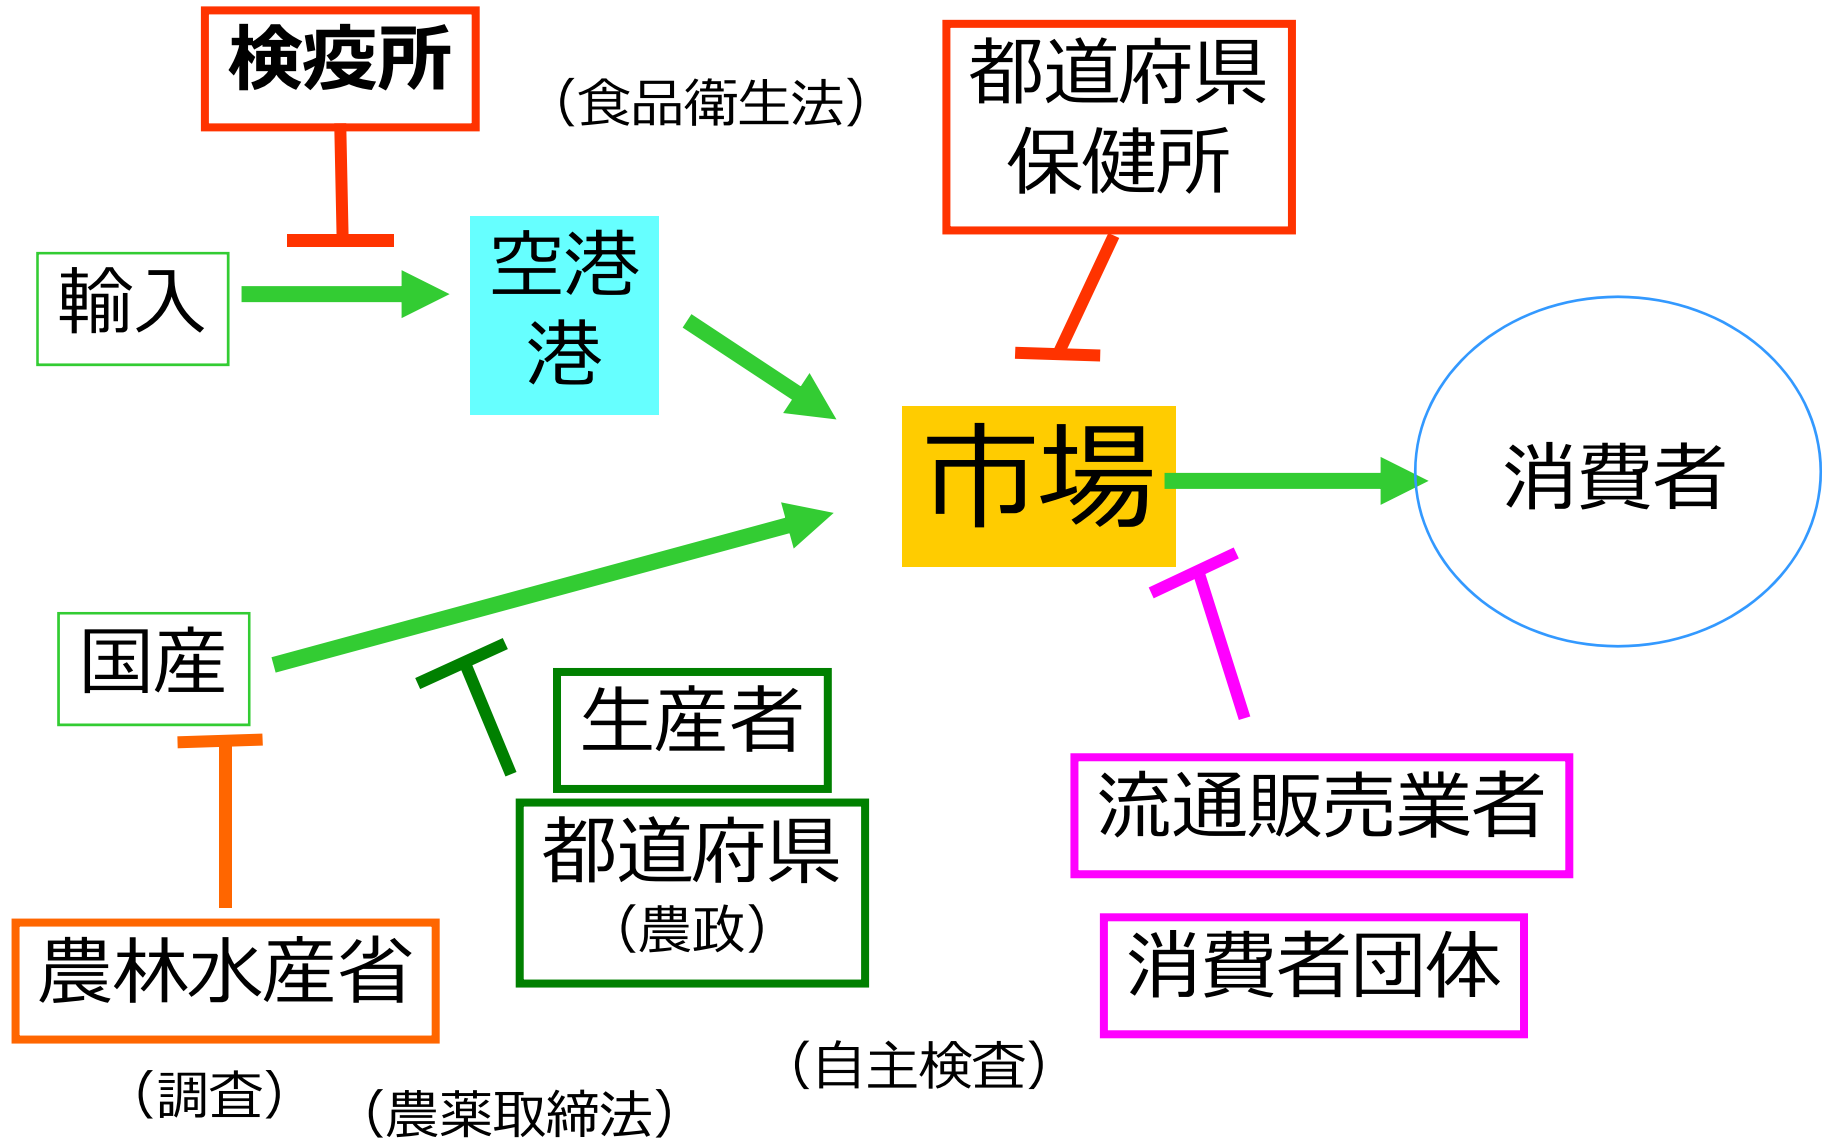 検疫所
（食品衛生法）
都道府県
保健所
輸入
空港
港
市場
消費者
国産
生産者
都道府県
（農政）
流通販売業者
農林水産省
消費者団体
（調査）
（農薬取締法）
（自主検査）